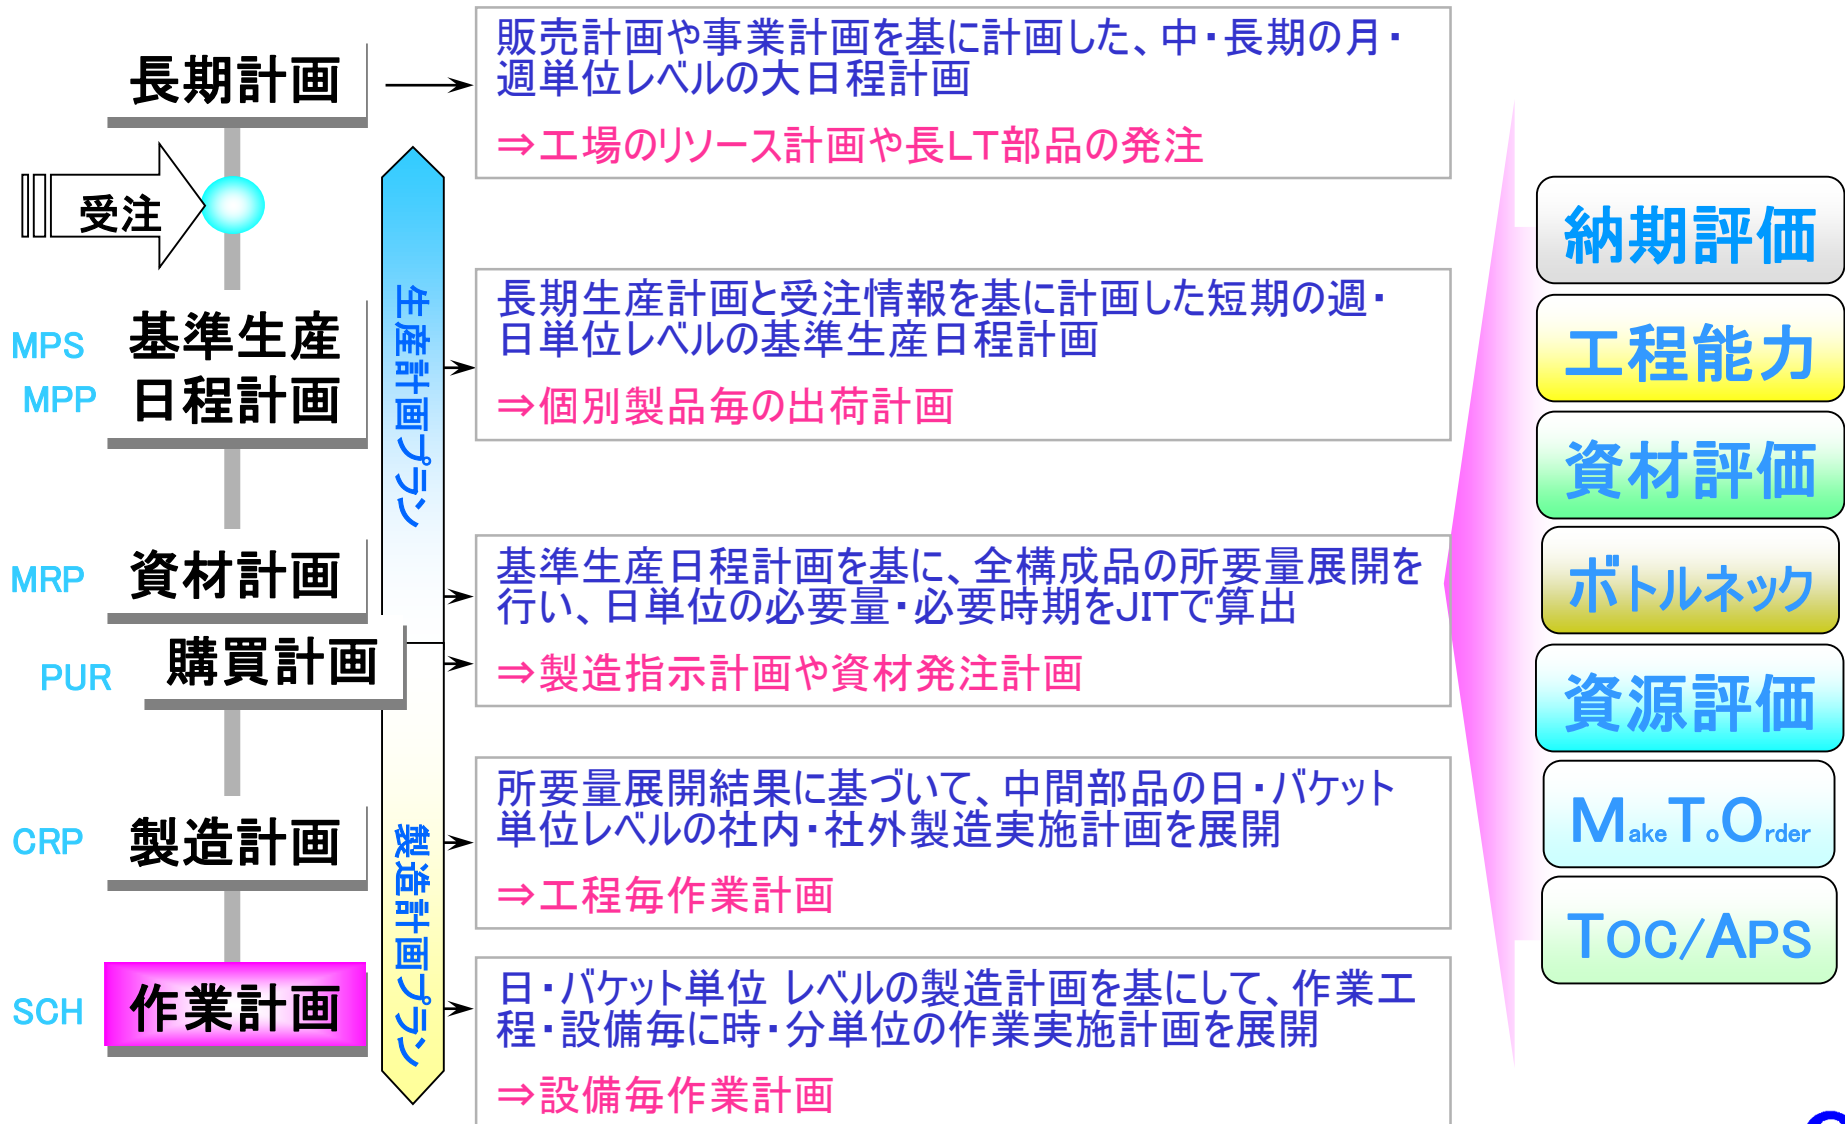 長期計画
販売計画や事業計画を基に計画した、中・長期の月・
週単位レベルの大日程計画
⇒工場のリソース計画や長LT部品の発注
受注
生産計画プラン
MPS
MPP
基準生産
日程計画
長期生産計画と受注情報を基に計画した短期の週・
日単位レベルの基準生産日程計画
⇒個別製品毎の出荷計画
MRP
資材計画
PUR
購買計画
基準生産日程計画を基に、全構成品の所要量展開を
行い、日単位の必要量・必要時期をJITで算出
⇒製造指示計画や資材発注計画
製造計画プラン
CRP
製造計画
所要量展開結果に基づいて、中間部品の日・バケット
単位レベルの社内・社外製造実施計画を展開
⇒工程毎作業計画
SCH
作業計画
日・バケット単位 レベルの製造計画を基にして、作業工
程・設備毎に時・分単位の作業実施計画を展開
⇒設備毎作業計画
納期評価
工程能力
資材評価
ボトルネック
資源評価
Make To Order
TOC/APS